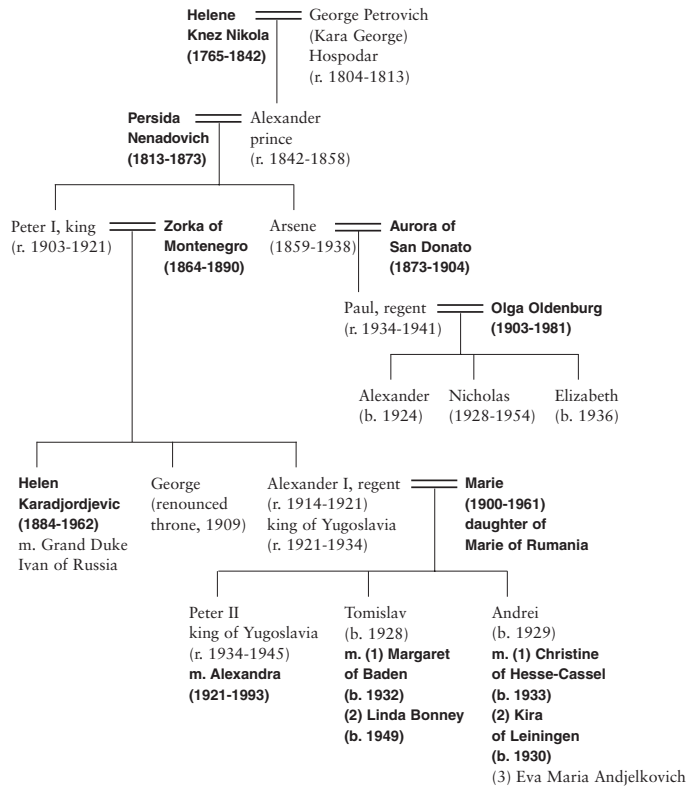 Helene
Knez Nikola
(1765-1842)
George Petrovich
(Kara George)
Hospodar
(r. 1804-1813)
Persida
Nenadovich
(1813-1873)
Alexander
prince
(r. 1842-1858)
Peter I, king
(r. 1903-1921)
Zorka of
Montenegro
(1864-1890)
Arsene
(1859-1938)
Aurora of
San Donato
(1873-1904)
Paul, regent
(r. 1934-1941)
Olga Oldenburg
(1903-1981)
Alexander
(b. 1924)
Nicholas
(1928-1954)
Elizabeth
(b. 1936)
Helen
Karadjordjevic
(1884-1962)
m. Grand Duke
Ivan of Russia
George
(renounced
throne, 1909)
Alexander I, regent
(r. 1914-1921)
king of Yugoslavia
(r. 1921-1934)
Marie
(1900-1961)
daughter of
Marie of Rumania
Peter II
king of Yugoslavia
(r. 1934-1945)
m. Alexandra
(1921-1993)
Tomislav
(b. 1928)
m. (1) Margaret
of Baden
(b. 1932)
(2) Linda Bonney
(b. 1949)
Andrei
(b. 1929)
m. (1) Christine
of Hesse-Cassel
(b. 1933)
(2) Kira
of Leiningen
(b. 1930)
(3) Eva Maria Andjelkovich